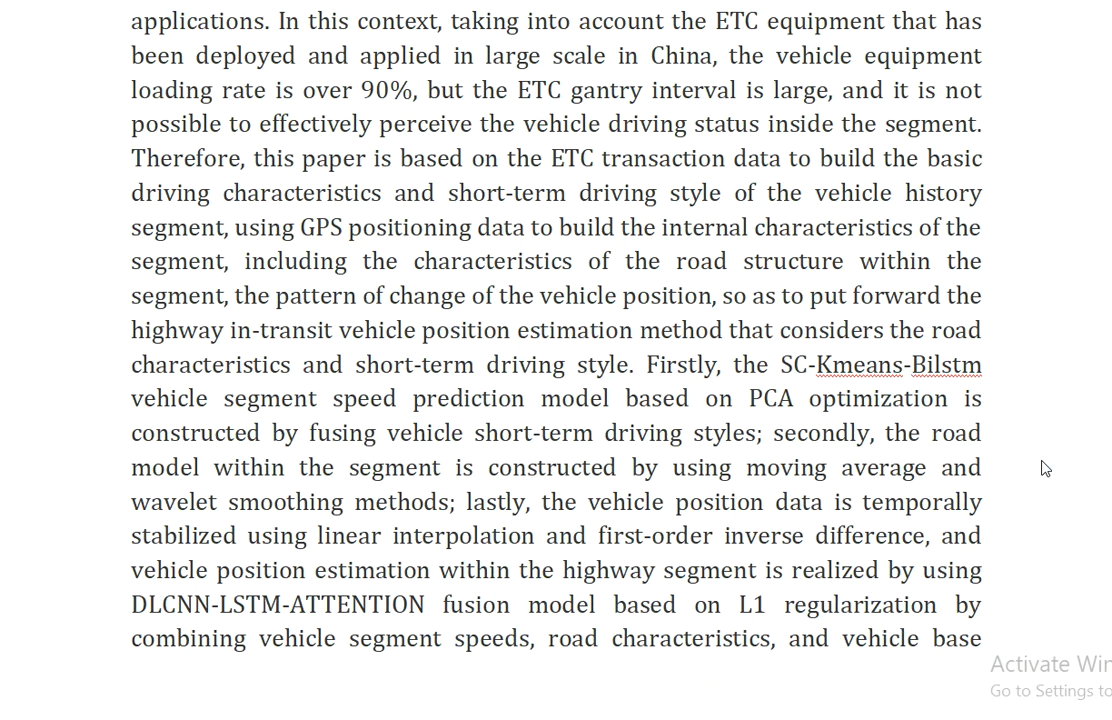 applications. In this context, taking into account the ETC equipment that has
been deployed and applied in large scale in China, the vehicle equipment
loading rate is over 90%, but the ETC gantry interval is large, and it is not
possible to effectively perceive the vehicle driving status inside the segment.
Therefore, this paper is based on the ETC transaction data to build the basic
driving characteristics and short-term driving style of the vehicle history
segment, using GPS positioning data to build the internal characteristics of the
segment, including the characteristics of the road structure within the
segment, the pattern of change of the vehicle position, so as to put forward the
highway in-transit vehicle position estimation method that considers the road
characteristics and short-term driving style. Firstly, the SC-Kmeans-Bilstm
vehicle segment speed prediction model based on PCA optimization is
constructed by fusing vehicle short-term driving styles; secondly, the road
model within the segment is constructed by using moving average and
wavelet smoothing methods; lastly, the vehicle position data is temporally
stabilized using linear interpolation and first-order inverse difference, and
vehicle position estimation within the highway segment is realized by using
DLCNN-LSTM-ATTENTION fusion model based on L1 regularization by
combining vehicle segment speeds, road characteristics, and vehicle base
Activate Win
Go to Settings to